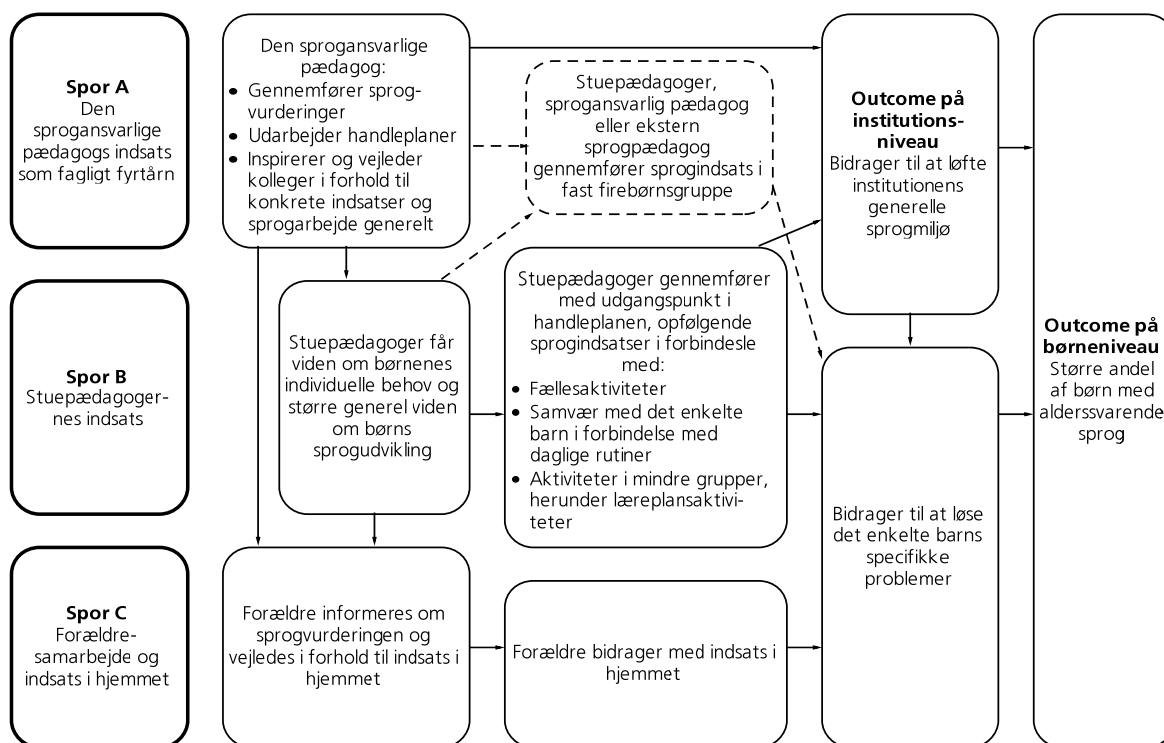 Spor A
Den
sprogansvarlige
pædagogs indsats
som fagligt fyrtårn
Den sprogansvarlige
pædagog:
• Gennemfører sprog-
vurderinger
• Udarbejder handleplaner
• Inspirerer og vejleder
kolleger i forhold til
konkrete indsatser og
sprogarbejde generelt
Stuepædagoger,
sprogansvarlig pædagog
eller ekstern
sprogpædagog
gennemfører sprogindsats i
fast firebørnsgruppe
Outcome på
institutions-
niveau
Bidrager til at løfte
institutionens
generelle
sprogmiljø
Spor B
Stuepædagoger-
nes indsats
Stuepædagoger får
viden om børnenes
individuelle behov og
større generel viden
om børns
sprogudvikling
Stuepædagoger gennemfører
med udgangspunkt i
handleplanen, opfølgende
sprogindsatser i forbindesle
med:
• Fællesaktiviteter
• Samvær med det enkelte
barn i forbindelse med
daglige rutiner
• Aktiviteter i mindre grupper,
herunder læreplansaktivi-
teter
Bidrager til at løse
det enkelte barns
specifikke
problemer
Outcome på
børneniveau
Større andel
af børn med
alderssvarende
sprog
Spor C
Forældre-
samarbejde og
indsats i hjemmet
Forældre informeres om
sprogvurderingen og
vejledes i forhold til indsats i
hjemmet
Forældre bidrager med indsats i
hjemmet